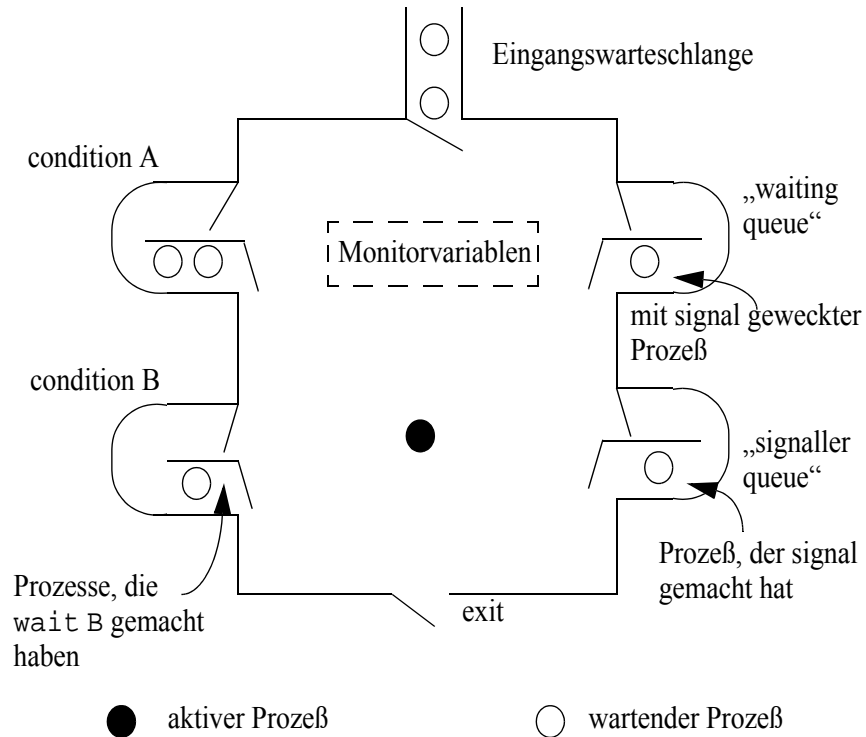 Eingangswarteschlange
condition A
„waiting
queue“
Monitorvariablen
mit signal geweckter
Prozeß
condition B
„signaller
queue“
Prozeß, der signal
gemacht hat
Prozesse, die
wait B gemacht
haben
exit
aktiver Prozeß
wartender Prozeß